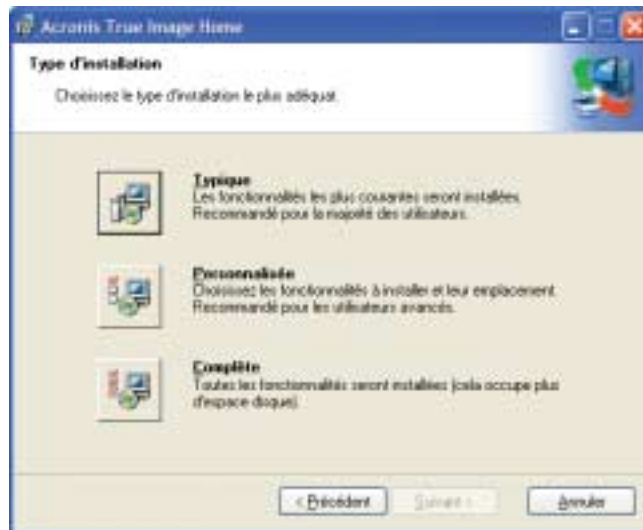 Acronis True Image Home
Type d'installation
Choisissez le type d'installation le plus adéquat.
Typique
Les fonctionnalités les plus courantes seront installées.
Recommandé pour la majorité des utilisateurs.
Personnalisée
Choisissez les fonctionnalités à installer et leur emplacement.
Recommandé pour les utilisateurs avancés.
Complète
Toutes les fonctionnalités seront installées (cela occupe plus
d'espace disque).
< Précédent
Suivant >
Annuler